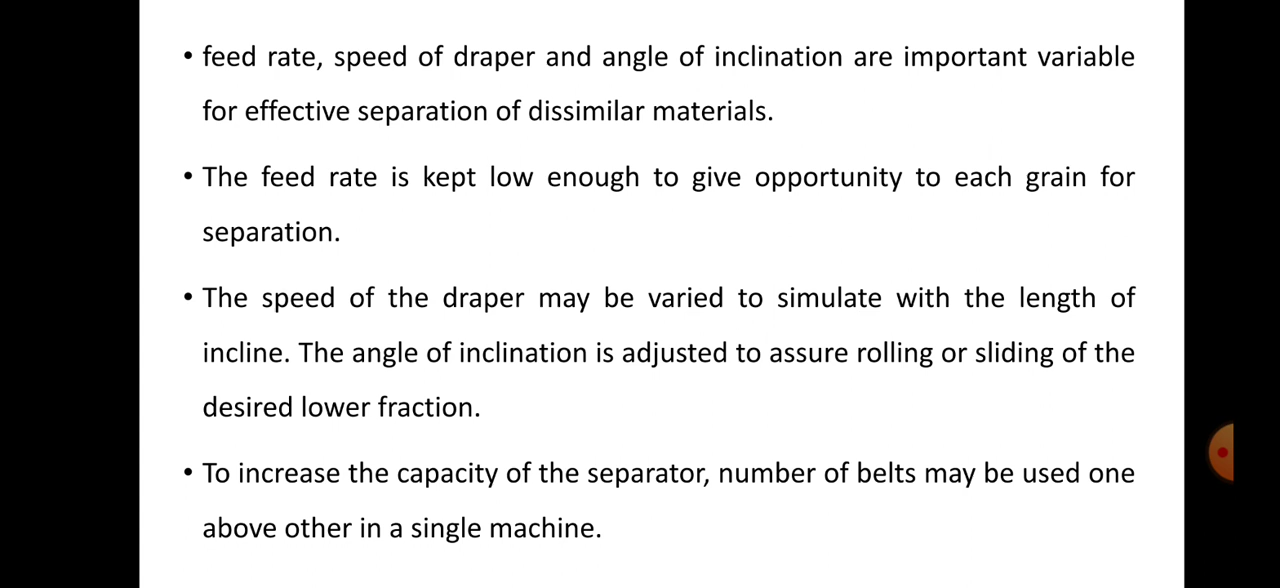 • feed rate, speed of draper and angle of inclination are important variable
for effective separation of dissimilar materials.
• The feed rate is kept low enough to give opportunity to each grain for
separation.
• The speed of the draper may be varied to simulate with the length of
incline. The angle of inclination is adjusted to assure rolling or sliding of the
desired lower fraction.
• To increase the capacity of the separator, number of belts may be used one
above other in a single machine.